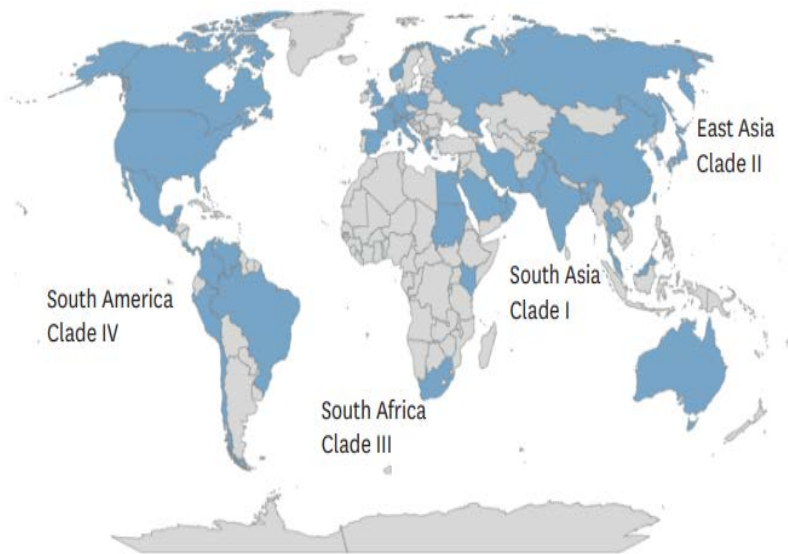 East Asia
Clade II
South Asia
Clade I
South America
Clade IV
South Africa
Clade III